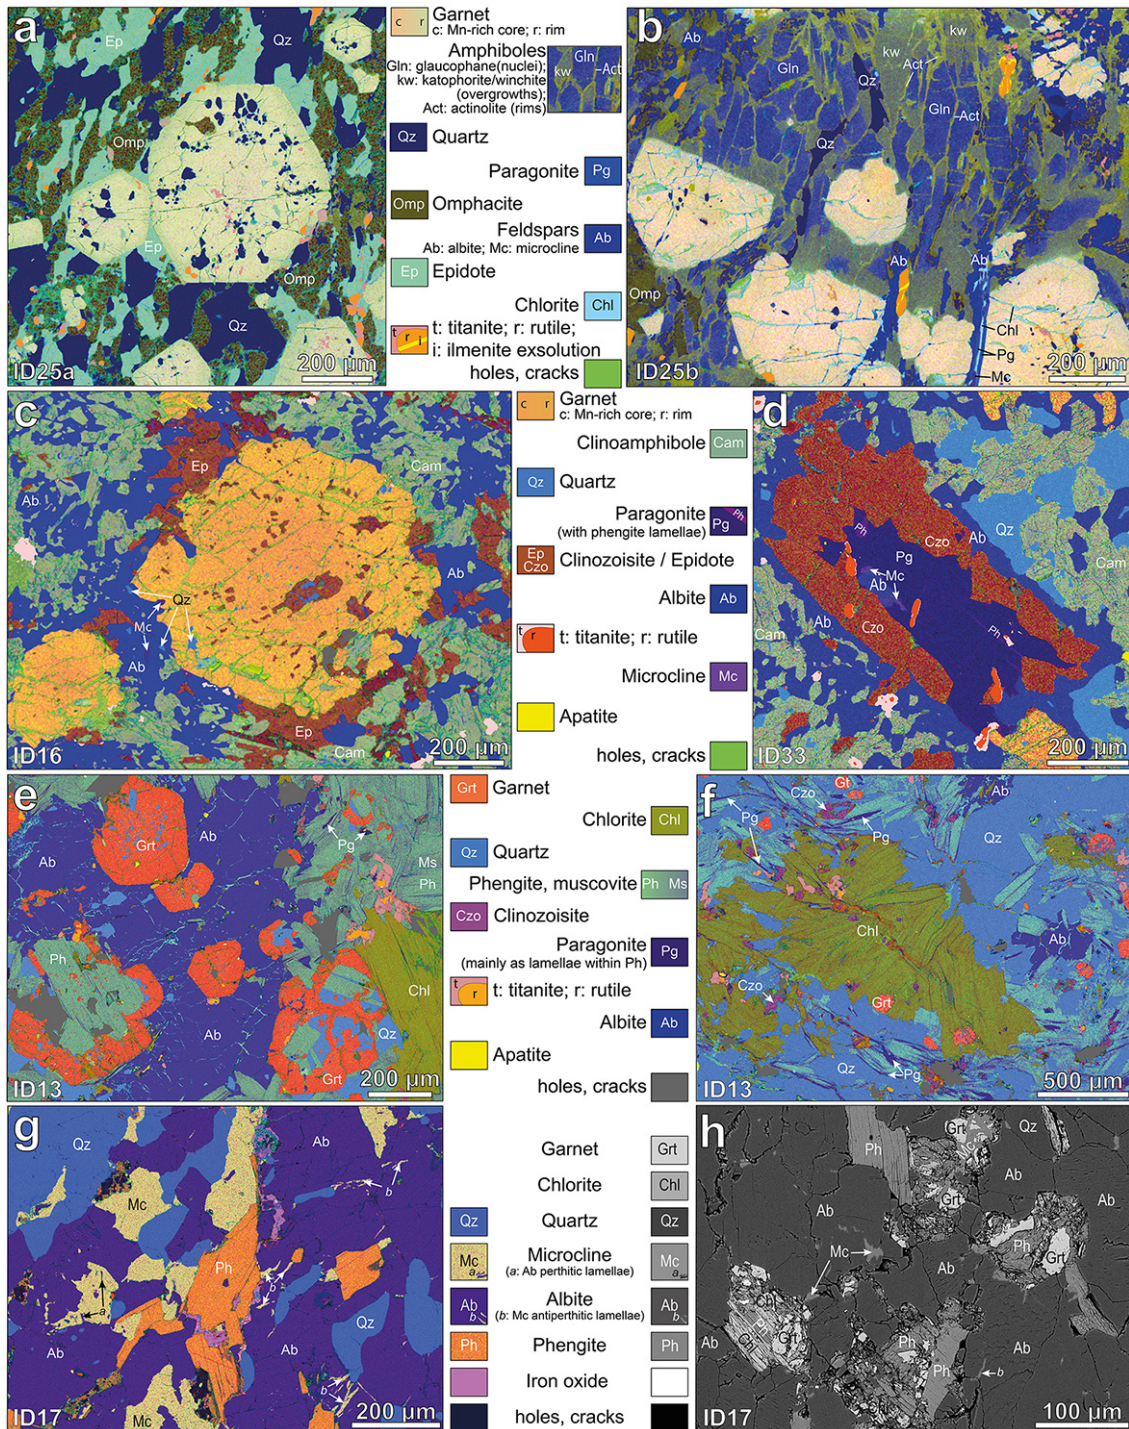 a
Ep
Qz
Omp
Ep
Omp
Qz
ID25a
200 µm
c r
Garnet
c: Mn-rich core; r: rim
Amphiboles
Gln: glaucophane(nuclei);
kw: katophorite/winchite
(overgrowths);
Act: actinolite (rims)
kw
Gln
Act
Qz
Quartz
Paragonite
Pg
Omp
Omphacite
Feldspars
Ab: albite; Mc: microcline
Ab
Ep
Epidote
Chlorite
Chl
t r i
t: titanite; r: rutile;
i: ilmenite exsolution
holes, cracks
b
Ab
kw
kw
Act
Gln
Qz
Gln
Act
Qz
Ab
Ab
Omp
Chl
Pg
Mc
ID25b
200 µm
c
Ep
Cam
Ab
Qz
Mc
Ab
Ab
Ep
Cam
ID16
200 µm
c r
Garnet
c: Mn-rich core; r: rim
Clinoamphibole
Cam
Qz
Quartz
Paragonite
(with phengite lamellae)
Ph
Pg
Ep
Czo
Clinozoisite / Epidote
Albite
Ab
t r
t: titanite; r: rutile
Microcline
Mc
Apatite
holes, cracks
d
Ph
Czo
Ab
Qz
Pg
Mc
Ab
Cam
Cam
Ab
Czo
Ph
ID33
200 µm
e
Ab
Ab
Grt
Pg
Ms
Ph
Ph
Chl
Ab
Qz
Grt
ID13
200 µm
Grt
Garnet
Chlorite
Chl
Qz
Quartz
Phengite, muscovite
Ph Ms
Czo
Clinozoisite
Paragonite
(mainly as lamellae within Ph)
Pg
t r
t: titanite; r: rutile
Albite
Ab
Apatite
holes, cracks
f
Czo
Gt
Ab
Pg
Pg
Qz
Chl
Ab
Czo
Grt
Qz
Pg
ID13
500 µm
g
Qz
Ab
b
Mc
Ph
a
b
Qz
Ab
Ab
b
Mc
ID17
200 µm
Garnet
Grt
Chlorite
Chl
Qz
Quartz
Qz
Mc
a
Microcline
(a: Ab perthitic lamellae)
Mc
a
Ab
b
Albite
(b: Mc antiperthitic lamellae)
Ab
b
Ph
Phengite
Ph
Iron oxide
holes, cracks
h
Ph
Grt
Qz
Ab
Grt
Ab
Ab
Mc
Ph
Grt
Ab
Chl
Ph
Chl
Grt
Ab
Ph
Ph
Ab
b
ID17
100 µm